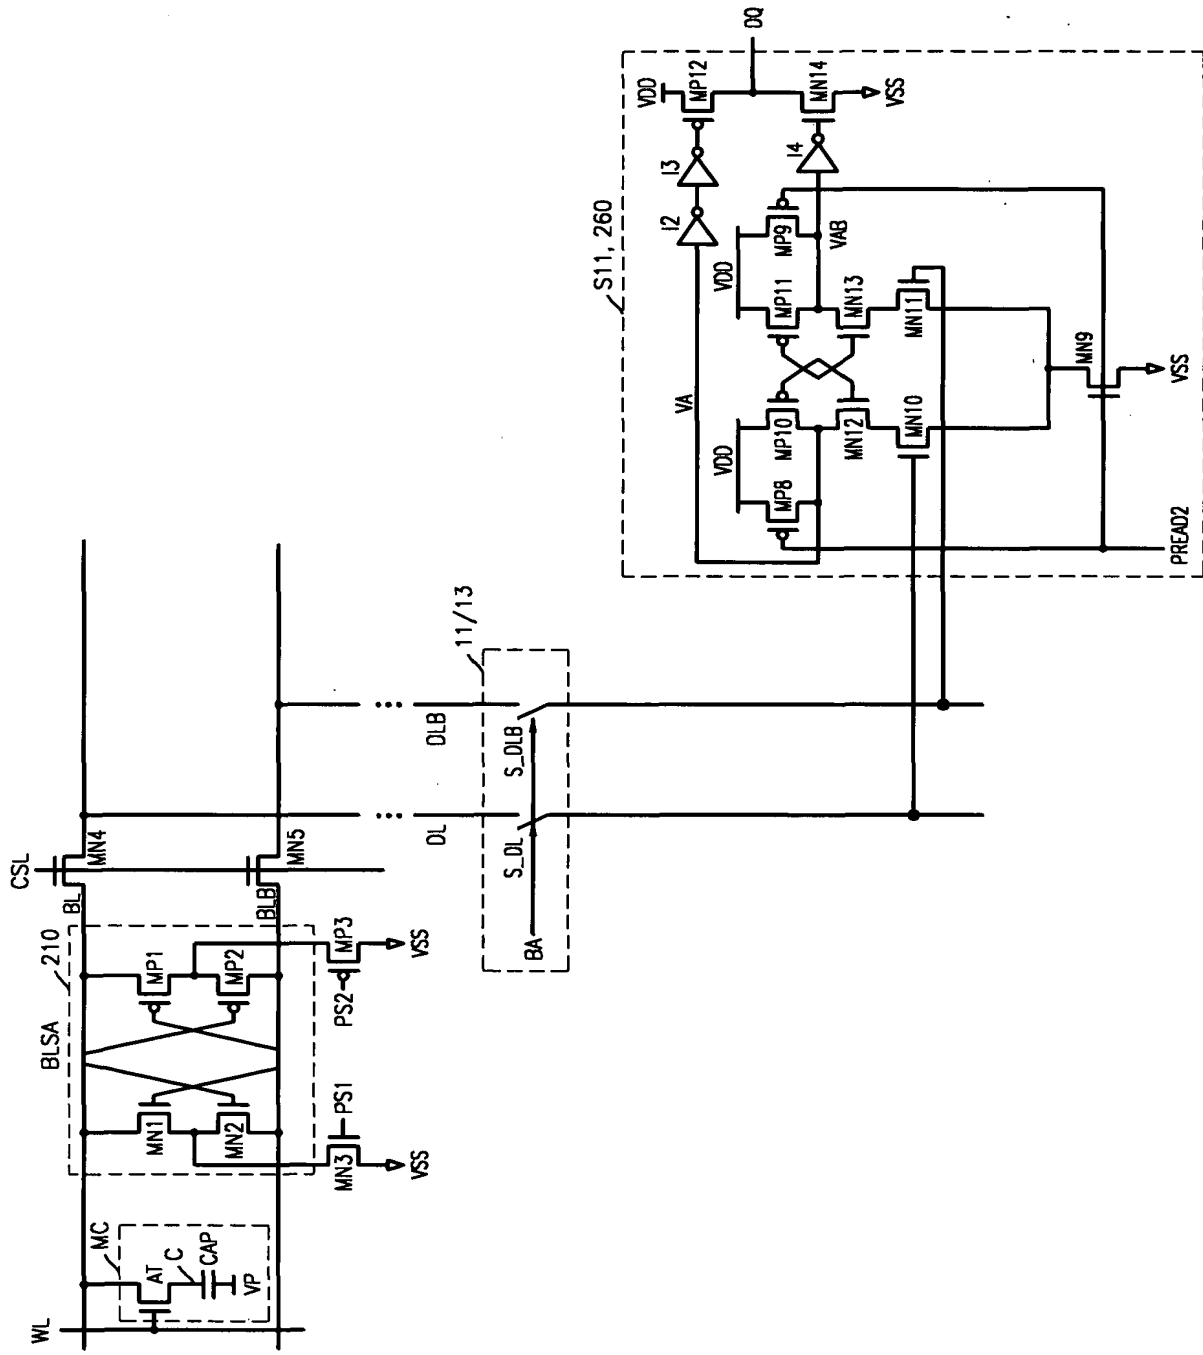 WL
MC
AT
C
CAP
VP
BLSA
210
MN1
MN2
MP1
MP2
MN3
PS1
VSS
PS2
MP3
VSS
CSL
BL
MN4
BLB
MN5
DL
DLB
11/13
BA
S_DL
S_DLB
S11, 260
VA
I2
I3
VDD
MP12
DQ
VDD
MP8
MP10
VDD
MP11
MP9
VAB
I4
MN14
VSS
MN12
MN13
MN10
MN11
MN9
VSS
PREAD2